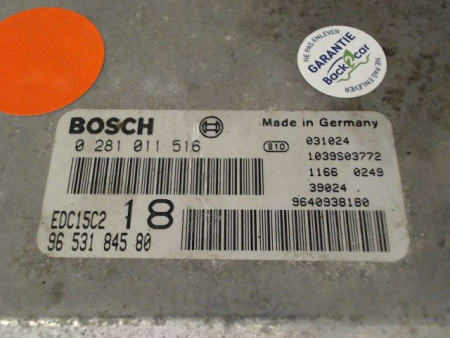 NE PAS ENLEVER
GARANTIE
Back2car
NE PAS ENLEVER
BOSCH
Made in Germany
0 281 011 516
810
031024
1039S03772
1166 0249
39024
9640938180
EDC15C2
18
96 531 845 80